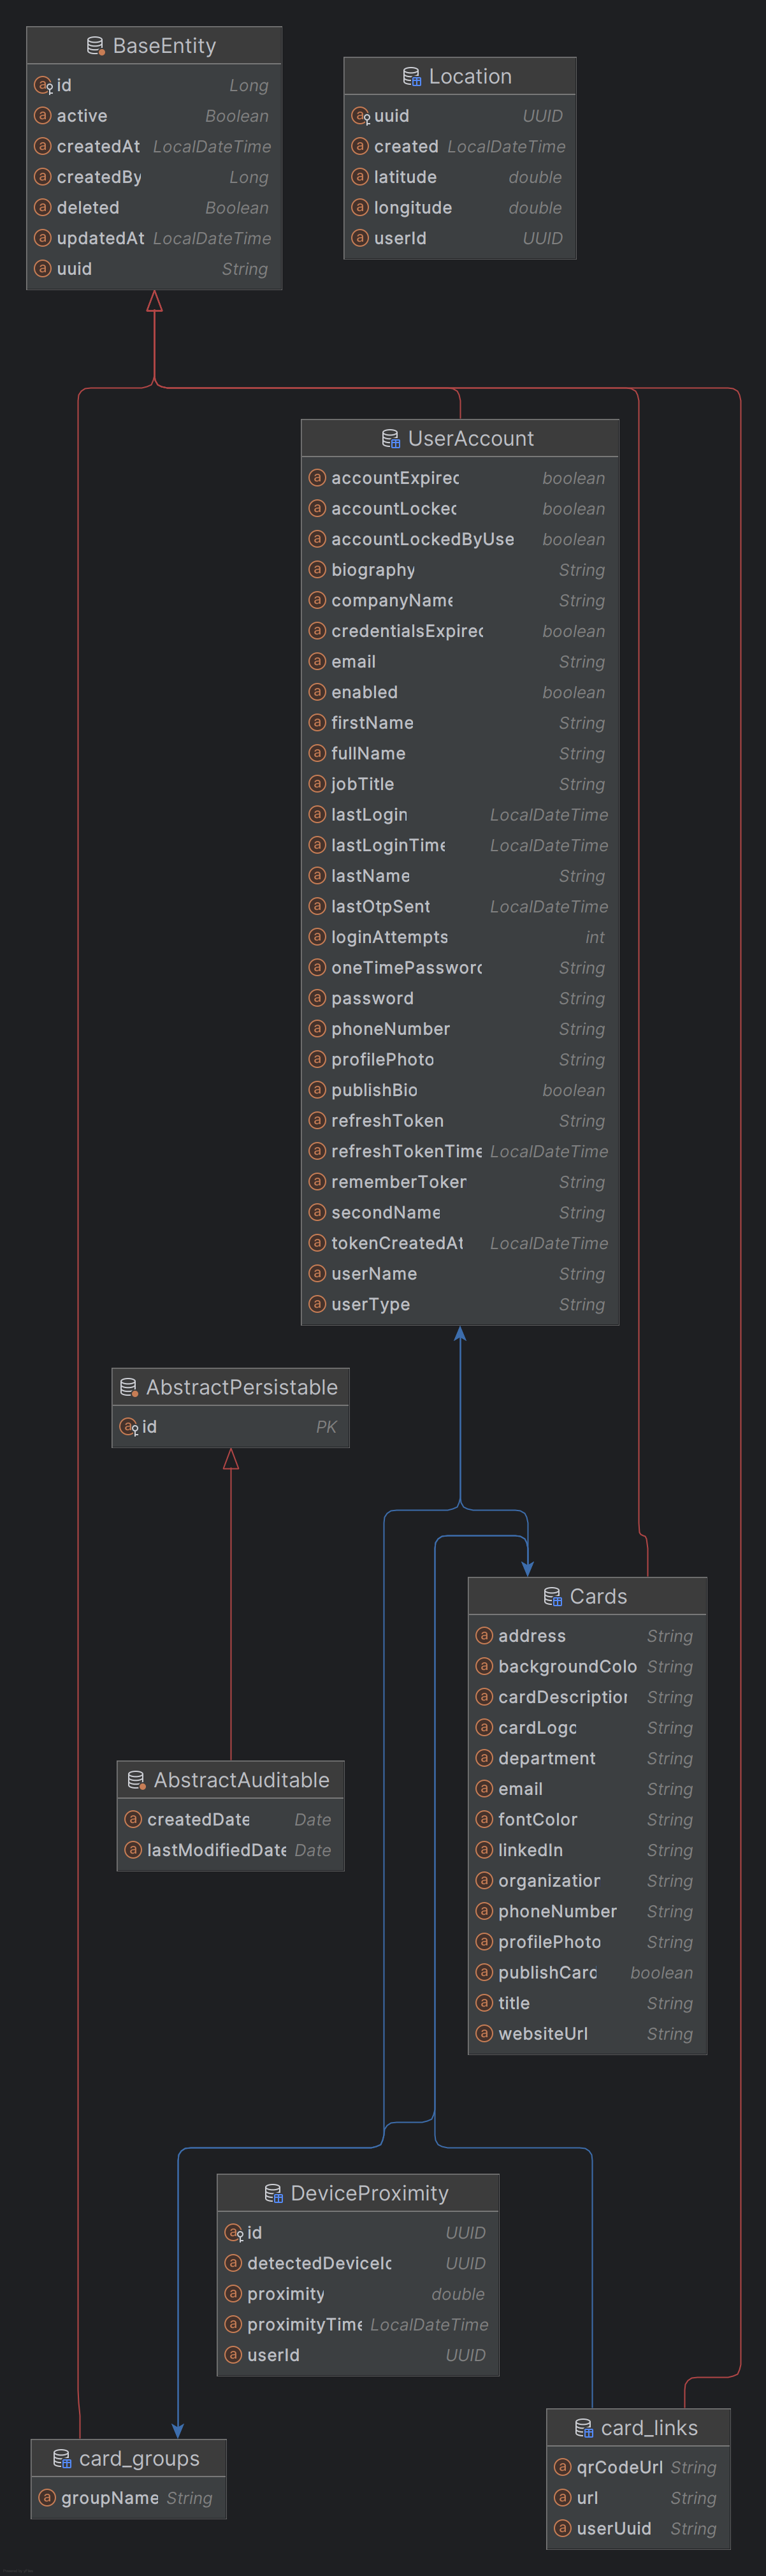 BaseEntity
id Long
active Boolean
createdAt LocalDateTime
createdBy Long
deleted Boolean
updatedAt LocalDateTime
uuid String
Location
uuid UUID
created LocalDateTime
latitude double
longitude double
userId UUID
UserAccount
accountExpirec boolean
accountLockec boolean
accountLockedByUse boolean
biography String
companyName String
credentialsExpirec boolean
email String
enabled boolean
firstName String
fullName String
jobTitle String
lastLogin LocalDateTime
lastLoginTime LocalDateTime
lastName String
lastOtpSent LocalDateTime
loginAttempts int
oneTimePassworc String
password String
phoneNumber String
profilePhoto String
publishBio boolean
refreshToken String
refreshTokenTime LocalDateTime
rememberToker String
secondName String
tokenCreatedAt LocalDateTime
userName String
userType String
AbstractPersistable
id PK
Cards
address String
backgroundColo String
cardDescriptior String
cardLogc String
department String
email String
fontColor String
linkedIn String
organizatior String
phoneNumber String
profilePhoto String
publishCarc boolean
title String
websiteUrl String
AbstractAuditable
createdDate Date
lastModifiedDate Date
DeviceProximity
id UUID
detectedDeviceIc UUID
proximity double
proximityTime LocalDateTime
userId UUID
card_links
qrCodeUrl String
url String
userUuid String
card_groups
groupName String